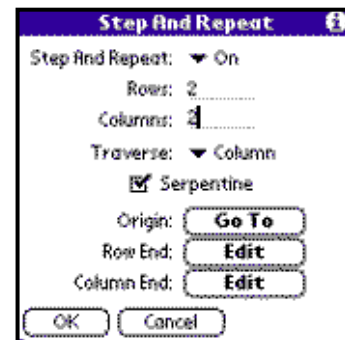 Step And Repeat i
Step And Repeat: On
Rows: 2
Columns: 2
Traverse: Column
Serpentine
Origin: Go To
Row End: Edit
Column End: Edit
OK Cancel